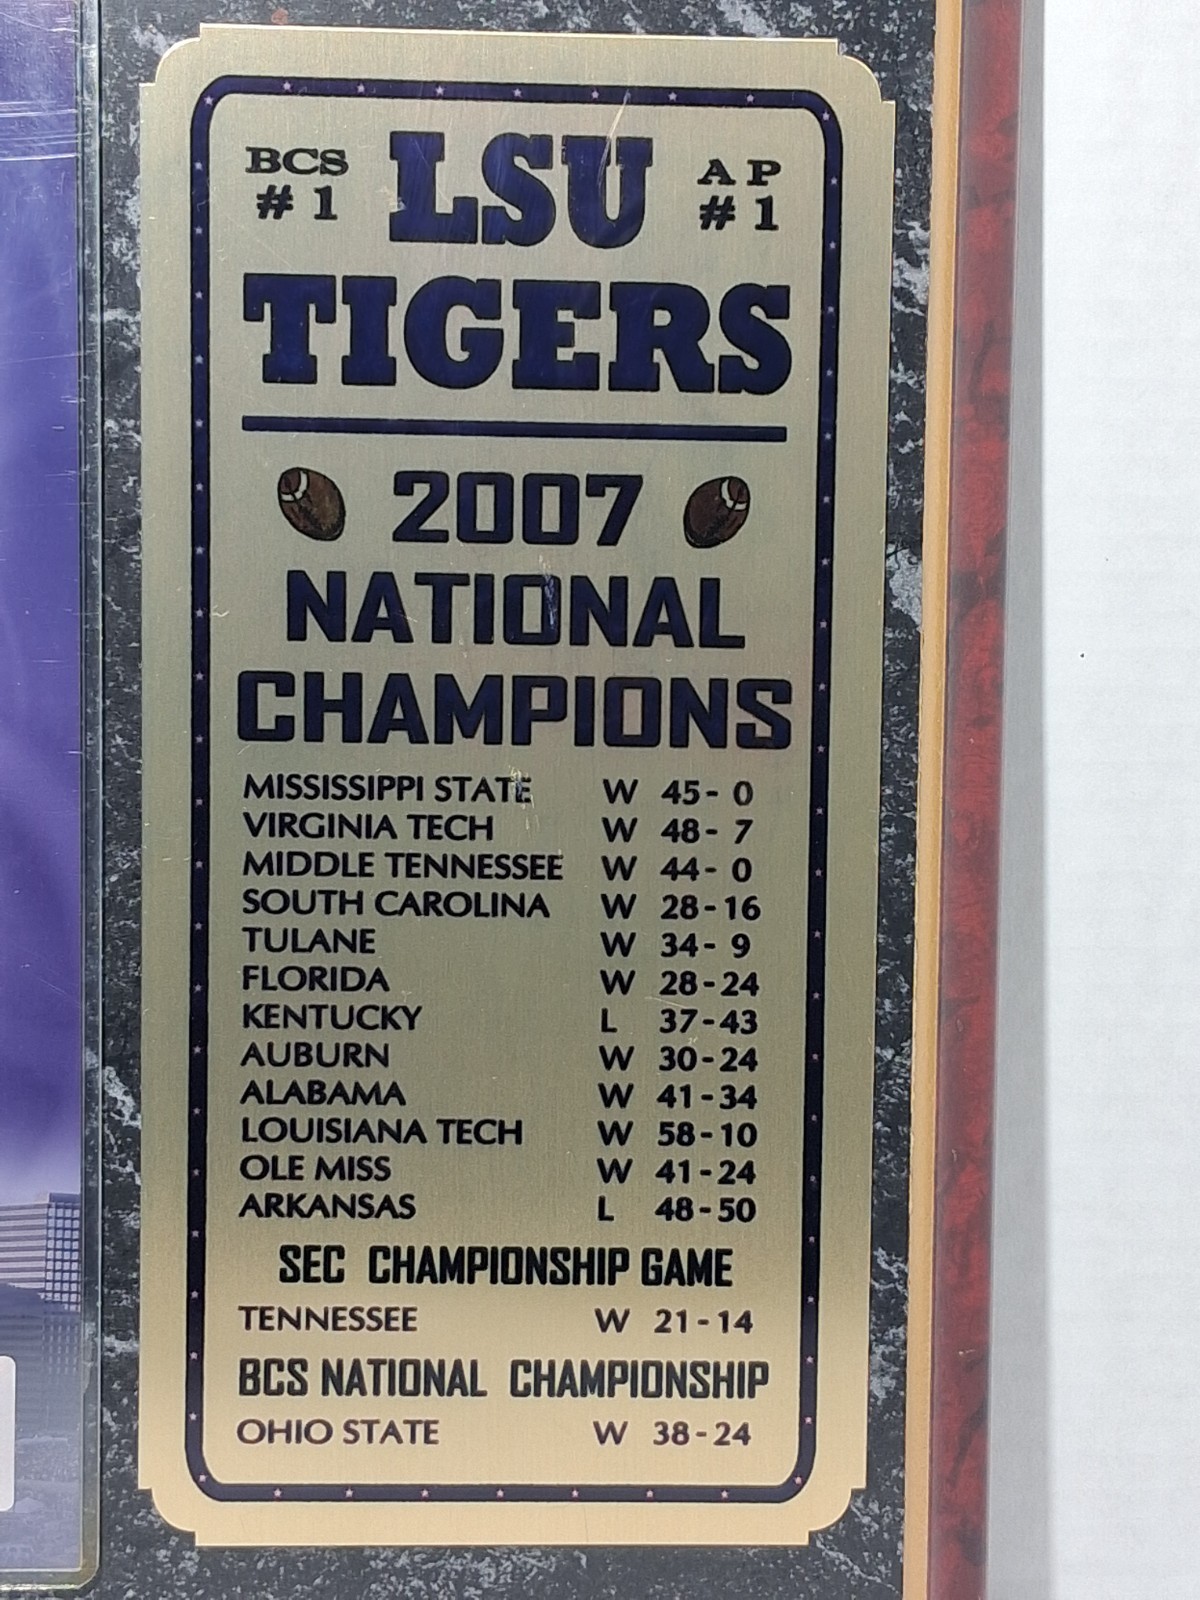 BCS LSU AP
# 1 # 1
TIGERS
2007
NATIONAL
CHAMPIONS
MISSISSIPPI STATE W 45- 0
VIRGINIA TECH W 48- 7
MIDDLE TENNESSEE W 44- 0
SOUTH CAROLINA W 28-16
TULANE W 34- 9
FLORIDA W 28-24
KENTUCKY L 37-43
AUBURN W 30-24
ALABAMA W 41-34
LOUISIANA TECH W 58-10
OLE MISS W 41-24
ARKANSAS L 48-50
SEC CHAMPIONSHIP GAME
TENNESSEE W 21-14
BCS NATIONAL CHAMPIONSHIP
OHIO STATE W 38-24